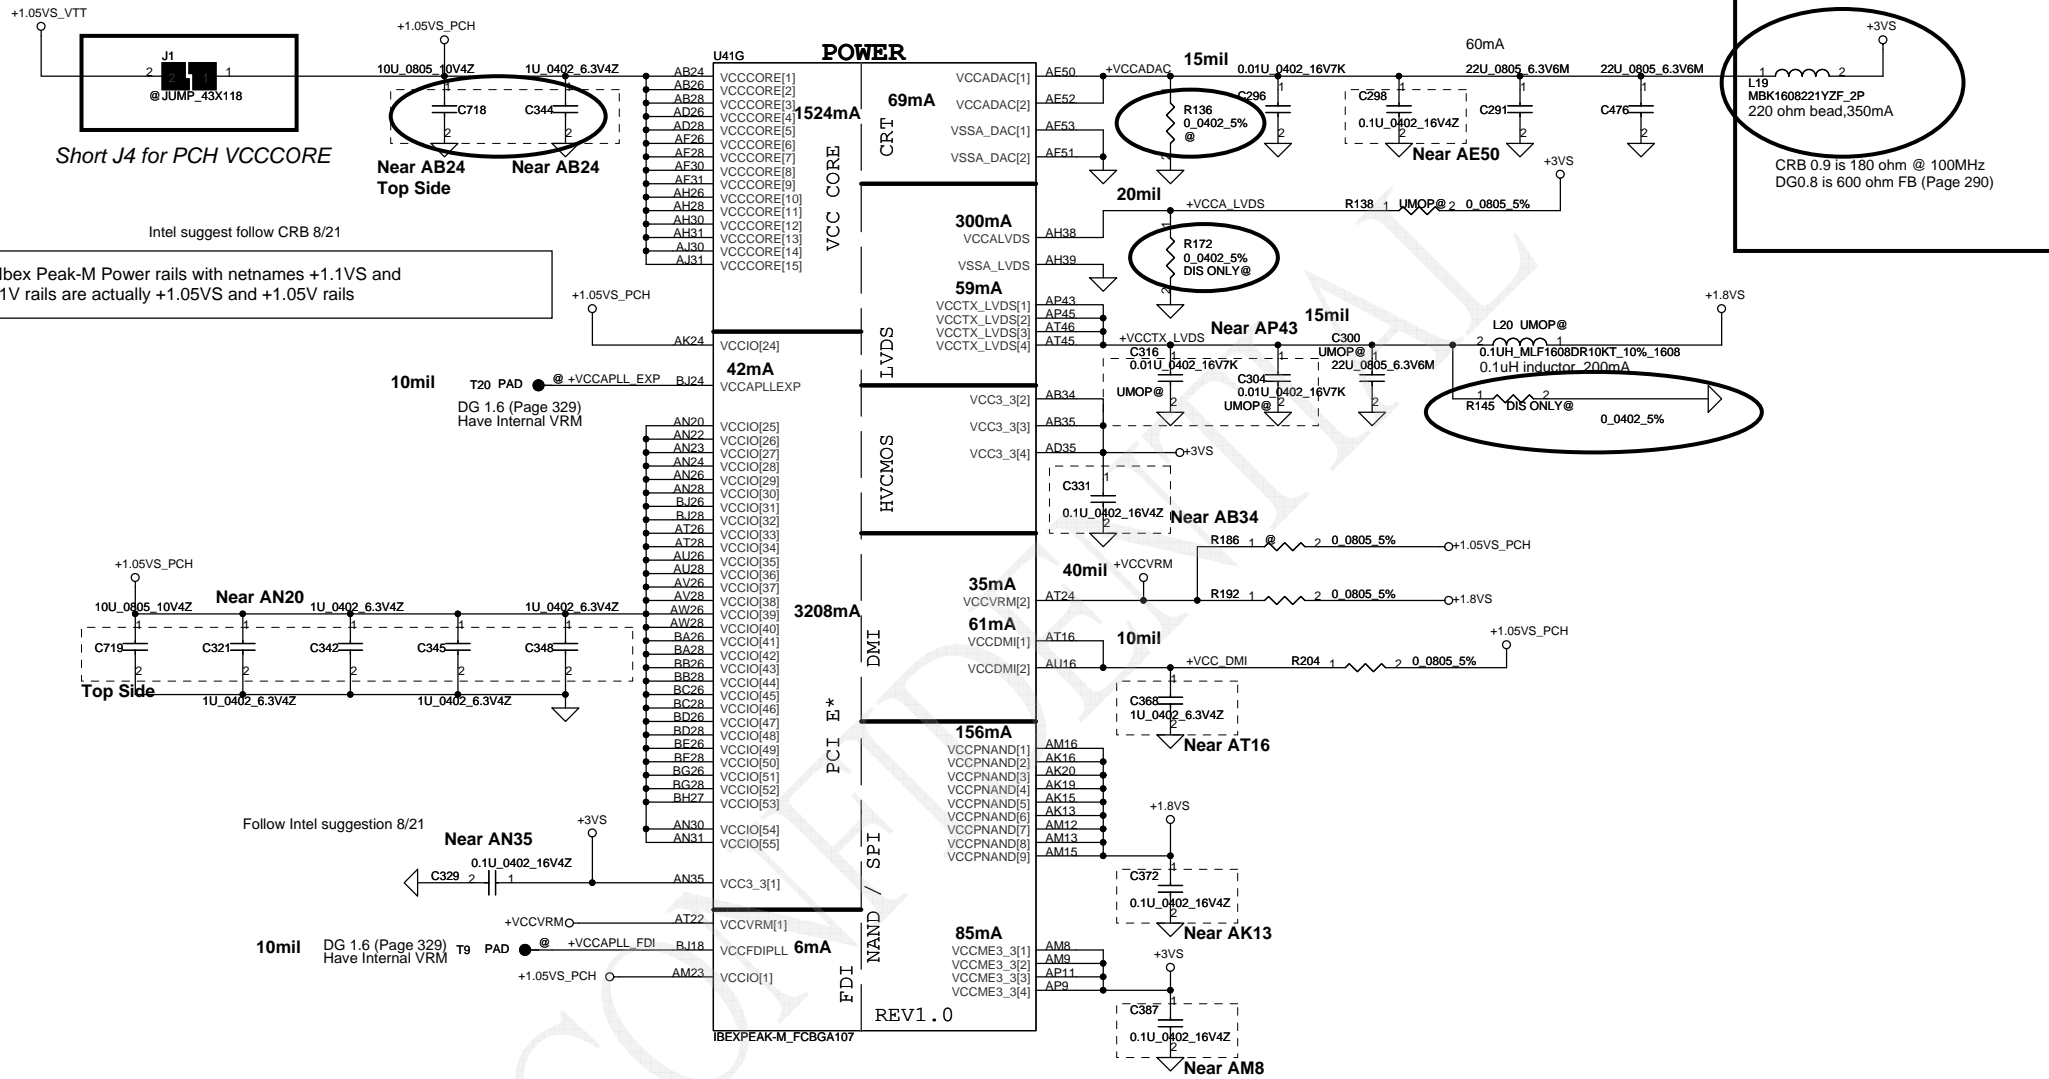 +1.05VS_VTT
J1
2 2 1 1
@JUMP_43X118
Short J4 for PCH VCCCORE
+1.05VS_PCH
10U_0805_10V4Z 1U_0402_6.3V4Z
C718 C344
Near AB24 Near AB24
Top Side
Intel suggest follow CRB 8/21
bex Peak-M Power rails with netnames +1.1VS and
1V rails are actually +1.05VS and +1.05V rails
U41G
POWER
AB24 VCCCORE[1]
AB26 VCCCORE[2]
AB28 VCCCORE[3]
AD26 VCCCORE[4]
AD28 VCCCORE[5]
AF26 VCCCORE[6]
AF28 VCCCORE[7]
AF30 VCCCORE[8]
AF31 VCCCORE[9]
AH26 VCCCORE[10]
AH28 VCCCORE[11]
AH30 VCCCORE[12]
AH31 VCCCORE[13]
AJ30 VCCCORE[14]
AJ31 VCCCORE[15]
1524mA
VCC CORE
+1.05VS_PCH
AK24 VCCIO[24]
42mA
10mil T20 PAD @ +VCCAPLL_EXP BJ24 VCCAPLLEXP
DG 1.6 (Page 329)
Have Internal VRM
AN20 VCCIO[25]
AN22 VCCIO[26]
AN23 VCCIO[27]
AN24 VCCIO[28]
AN26 VCCIO[29]
AN28 VCCIO[30]
BJ26 VCCIO[31]
BJ28 VCCIO[32]
AT26 VCCIO[33]
AT28 VCCIO[34]
AU26 VCCIO[35]
AU28 VCCIO[36]
AV26 VCCIO[37]
AV28 VCCIO[38]
AW26 VCCIO[39]
AW28 VCCIO[40]
BA26 VCCIO[41]
BA28 VCCIO[42]
BB26 VCCIO[43]
BB28 VCCIO[44]
BC26 VCCIO[45]
BC28 VCCIO[46]
BD26 VCCIO[47]
BD28 VCCIO[48]
BE26 VCCIO[49]
BE28 VCCIO[50]
BG26 VCCIO[51]
BG28 VCCIO[52]
BH27 VCCIO[53]
AN30 VCCIO[54]
AN31 VCCIO[55]
3208mA
PCI E*
+1.05VS_PCH
Near AN20
10U_0805_10V4Z 1U_0402_6.3V4Z 1U_0402_6.3V4Z
C719 C321 C342 C345 C348
Top Side
1U_0402_6.3V4Z 1U_0402_6.3V4Z
Follow Intel suggestion 8/21
+3VS
Near AN35
0.1U_0402_16V4Z
C329 2 1 AN35 VCC3_3[1]
+VCCVRM AT22 VCCVRM[1]
10mil DG 1.6 (Page 329) T9 PAD @ +VCCAPLL_FDI BJ18 VCCFDIPLL 6mA
Have Internal VRM
+1.05VS_PCH AM23 VCCIO[1]
FDI
REV1.0
IBEXPEAK-M_FCBGA107
69mA
CRT
VCCADAC[1] AE50
VCCADAC[2] AE52
VSSA_DAC[1] AF53
VSSA_DAC[2] AF51
+VCCADAC 15mil
R136
0_0402_5%
@
0.01U_0402_16V7K
C296
C298
0.1U_0402_16V4Z
Near AE50
60mA
22U_0805_6.3V6M 22U_0805_6.3V6M
C291 C476
+3VS
1 2
L19
MBK1608221YZF_2P
220 ohm bead,350mA
CRB 0.9 is 180 ohm @ 100MHz
DG0.8 is 600 ohm FB (Page 290)
+3VS
20mil
+VCCA_LVDS R138 1 UMOP@ 2 0_0805_5%
300mA
VCCALVDS AH38
VSSA_LVDS AH39
R172
0_0402_5%
DIS ONLY@
59mA
VCCTX_LVDS[1] AP43
VCCTX_LVDS[2] AP45
VCCTX_LVDS[3] AT46
VCCTX_LVDS[4] AT45
LVDS
+VCCTX_LVDS Near AP43 15mil
C316
0.01U_0402_16V7K
UMOP@
C304
0.01U_0402_16V7K
UMOP@
C300
UMOP@
22U_0805_6.3V6M
+1.8VS
L20 UMOP@
2 1
0.1UH_MLF1608DR10KT_10%_1608
0.1uH inductor, 200mA
R145 1 DIS ONLY@ 2
0_0402_5%
VCC3_3[2] AB34
VCC3_3[3] AB35
VCC3_3[4] AD35 +3VS
HVCMOS
C331
0.1U_0402_16V4Z
Near AB34
R186 1 @ 2 0_0805_5% +1.05VS_PCH
40mil +VCCVRM
35mA
VCCVRM[2] AT24 R192 1 2 0_0805_5% +1.8VS
61mA
VCCDMI[1] AT16 10mil
VCCDMI[2] AU16 +VCC_DMI R204 1 2 0_0805_5% +1.05VS_PCH
DMI
C368
1U_0402_6.3V4Z
Near AT16
156mA
VCCPNAND[1] AM16
VCCPNAND[2] AK16
VCCPNAND[3] AK20
VCCPNAND[4] AK19
VCCPNAND[5] AK15
VCCPNAND[6] AK13
VCCPNAND[7] AM12
VCCPNAND[8] AM13
VCCPNAND[9] AM15
NAND / SPI
+1.8VS
C372
0.1U_0402_16V4Z
Near AK13
85mA
VCCME3_3[1] AM8
VCCME3_3[2] AM9
VCCME3_3[3] AP11
VCCME3_3[4] AP9
+3VS
C387
0.1U_0402_16V4Z
Near AM8
CONFIDENTIAL